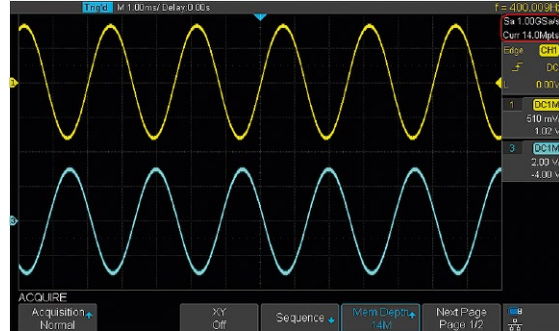 Trig'd M 1.00ms/ Delay:0.00s
f = 400.009Hz
Sa 1.00GSa/s
Curr 14.0Mpts
Edge CH1
DC
L 0.00V
1 DC1M
510 mV/
1.02 V
3 DC1M
2.00 V/
-4.00 V
3
ACQUIRE
Acquisition
Normal
XY
Off
Sequence
Mem Depth
14M
Next Page
Page 1/2